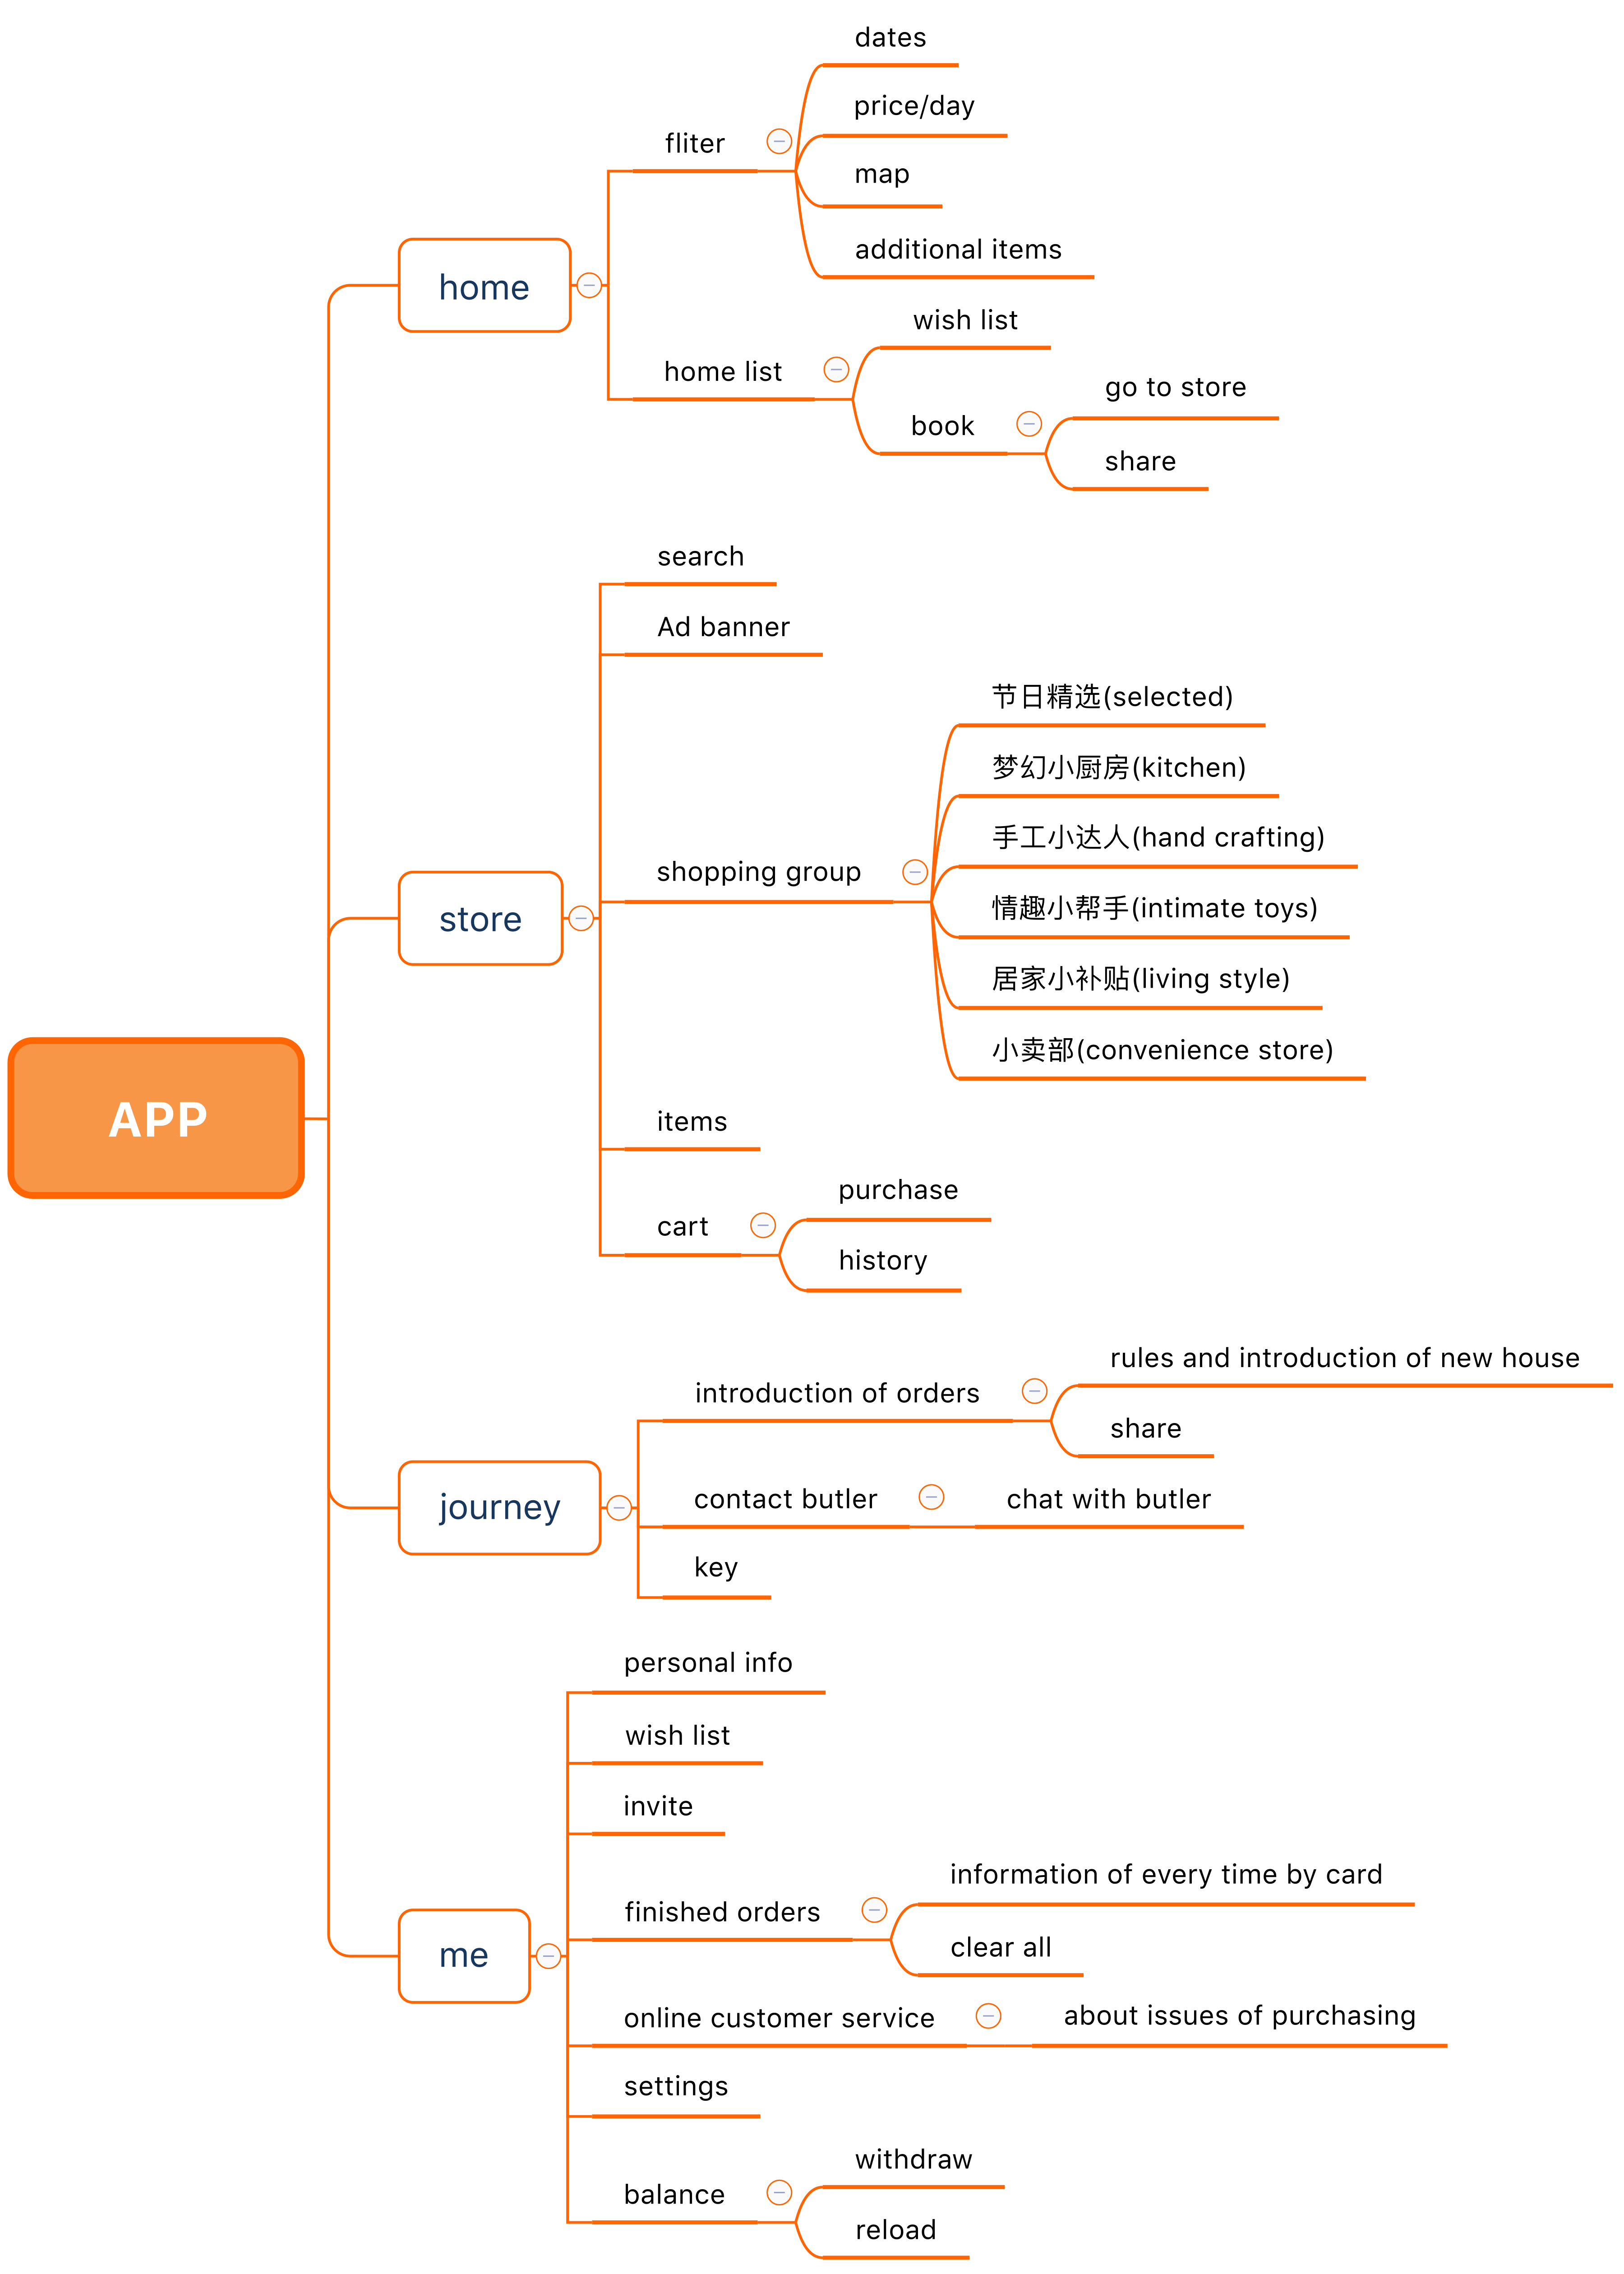 APP
home
fliter
dates
price/day
map
additional items
home list
wish list
book
go to store
share
store
search
Ad banner
shopping group
节日精选(selected)
梦幻小厨房(kitchen)
手工小达人(hand crafting)
情趣小帮手(intimate toys)
居家小补贴(living style)
小卖部(convenience store)
items
cart
purchase
history
journey
introduction of orders
rules and introduction of new house
share
contact butler
chat with butler
key
me
personal info
wish list
invite
finished orders
information of every time by card
clear all
online customer service
about issues of purchasing
settings
balance
withdraw
reload